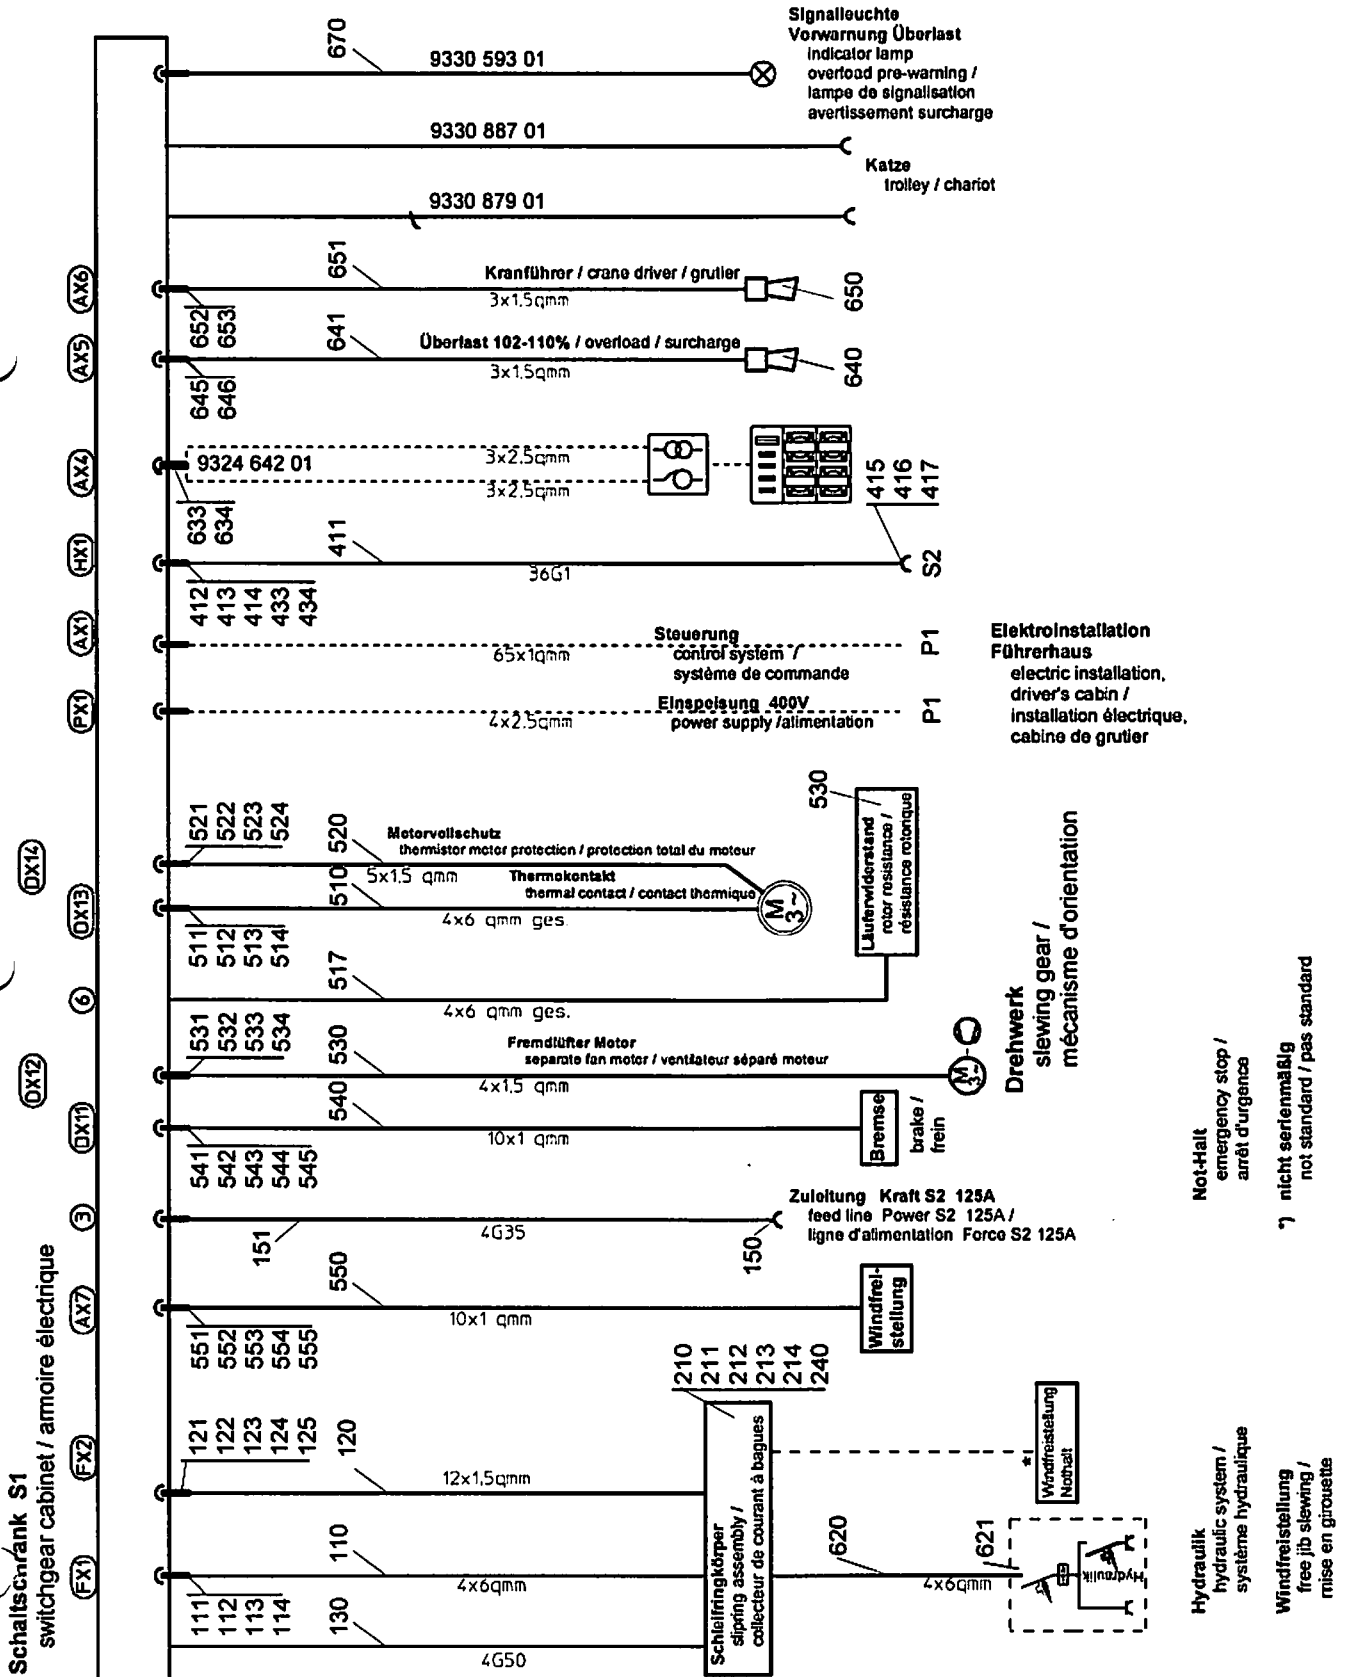 Signalleuchte
Vorwarnung Überlast
indicator lamp
overload pre-warning /
lampe de signalisation
avertissement surcharge
670
9330 593 01
9330 887 01
Katze
trolley / chariot
9330 879 01
AX6
651
Kranführer / crane driver / grutier
3x1,5qmm
650
652
653
AX5
641
Überlast 102-110% / overload / surcharge
3x1,5qmm
640
645
646
AX4
9324 642 01
3x2,5qmm
3x2,5qmm
633
634
415
416
417
HX1
411
36G1
S2
412
413
414
433
434
AX1
Steuerung
control system /
système de commande
65x1qmm
P1
Elektroinstallation
Führerhaus
electric installation,
driver's cabin /
installation électrique,
cabine de grutier
PX1
Einspeisung 400V
power supply /alimentation
4x2.5qmm
P1
DX14
521
522
523
524
520
Motorvollschutz
thermistor motor protection / protection total du moteur
5x1,5 qmm
530
Läuferwiderstand
rotor resistance /
résistance rotorique
DX13
510
Thermokontakt
thermal contact / contact thermique
4x6 qmm ges.
M
3~
511
512
513
514
6
517
4x6 qmm ges.
DX12
531
532
533
534
530
Fremdlüfter Motor
separate fan motor / ventilateur séparé moteur
4x1,5 qmm
M
3~
Drehwerk
slewing gear /
mécanisme d'orientation
DX11
540
10x1 qmm
Bremse
brake /
frein
541
542
543
544
545
3
151
4G35
150
Zuleitung Kraft S2 125A
feed line Power S2 125A /
ligne d'alimentation Force S2 125A
Not-Halt
emergency stop /
arrêt d'urgence
*) nicht serienmäßig
not standard / pas standard
AX7
550
10x1 qmm
Windfrei-
stellung
551
552
553
554
555
Schaltschrank S1
switchgear cabinet / armoire électrique
FX2
121
122
123
124
125
120
12x1,5qmm
210
211
212
213
214
240
Schleifringkörper
slipring assembly /
collecteur de courant à bagues
*
Windfreistellung
Nothalt
FX1
110
4x6qmm
111
112
113
114
130
4G50
620
4x6qmm
621
Hydraulik
Hydraulik
hydraulic system /
système hydraulique
Windfreistellung
free jib slewing /
mise en girouette